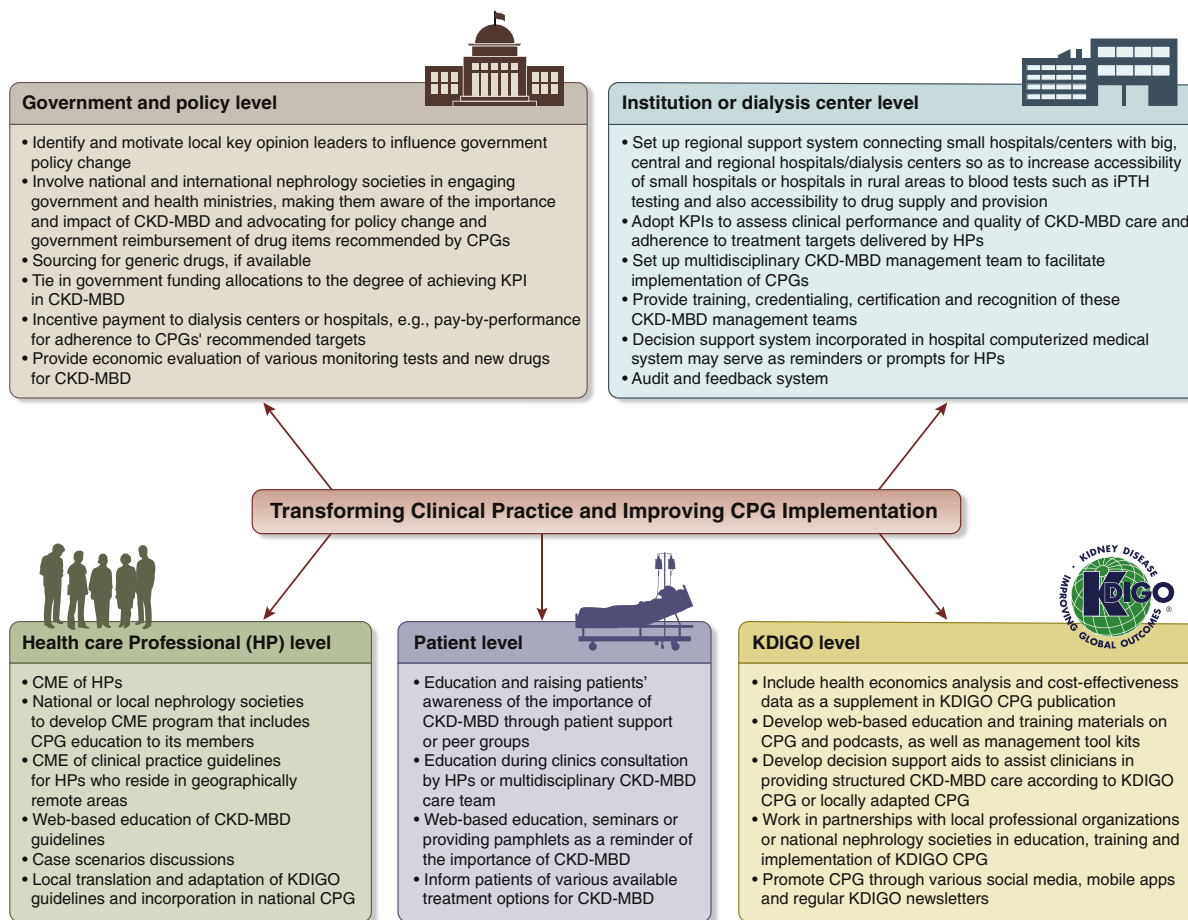 Government and policy level
• Identify and motivate local key opinion leaders to influence government
policy change
• Involve national and international nephrology societies in engaging
government and health ministries, making them aware of the importance
and impact of CKD-MBD and advocating for policy change and
government reimbursement of drug items recommended by CPGs
• Sourcing for generic drugs, if available
• Tie in government funding allocations to the degree of achieving KPI
in CKD-MBD
• Incentive payment to dialysis centers or hospitals, e.g., pay-by-performance
for adherence to CPGs' recommended targets
• Provide economic evaluation of various monitoring tests and new drugs
for CKD-MBD
Institution or dialysis center level
• Set up regional support system connecting small hospitals/centers with big,
central and regional hospitals/dialysis centers so as to increase accessibility
of small hospitals or hospitals in rural areas to blood tests such as iPTH
testing and also accessibility to drug supply and provision
• Adopt KPIs to assess clinical performance and quality of CKD-MBD care and
adherence to treatment targets delivered by HPs
• Set up multidisciplinary CKD-MBD management team to facilitate
implementation of CPGs
• Provide training, credentialing, certification and recognition of these
CKD-MBD management teams
• Decision support system incorporated in hospital computerized medical
system may serve as reminders or prompts for HPs
• Audit and feedback system
Transforming Clinical Practice and Improving CPG Implementation
Health care Professional (HP) level
• CME of HPs
• National or local nephrology societies
to develop CME program that includes
CPG education to its members
• CME of clinical practice guidelines
for HPs who reside in geographically
remote areas
• Web-based education of CKD-MBD
guidelines
• Case scenarios discussions
• Local translation and adaptation of KDIGO
guidelines and incorporation in national CPG
Patient level
• Education and raising patients'
awareness of the importance of
CKD-MBD through patient support
or peer groups
• Education during clinics consultation
by HPs or multidisciplinary CKD-MBD
care team
• Web-based education, seminars or
providing pamphlets as a reminder of
the importance of CKD-MBD
• Inform patients of various available
treatment options for CKD-MBD
KIDNEY DISEASE
KDIGO ®
IMPROVING GLOBAL OUTCOMES
KDIGO level
• Include health economics analysis and cost-effectiveness
data as a supplement in KDIGO CPG publication
• Develop web-based education and training materials on
CPG and podcasts, as well as management tool kits
• Develop decision support aids to assist clinicians in
providing structured CKD-MBD care according to KDIGO
CPG or locally adapted CPG
• Work in partnerships with local professional organizations
or national nephrology societies in education, training and
implementation of KDIGO CPG
• Promote CPG through various social media, mobile apps
and regular KDIGO newsletters